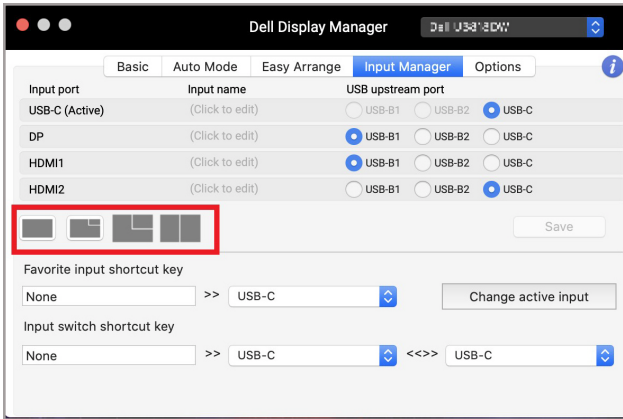 Dell Display Manager
Basic Auto Mode Easy Arrange Input Manager Options i
Input port Input name USB upstream port
USB-C (Active) (Click to edit) USB-B1 USB-B2 USB-C
DP (Click to edit) USB-B1 USB-B2 USB-C
HDMI1 (Click to edit) USB-B1 USB-B2 USB-C
HDMI2 (Click to edit) USB-B1 USB-B2 USB-C
Save
Favorite input shortcut key
None >> USB-C Change active input
Input switch shortcut key
None >> USB-C <<>> USB-C